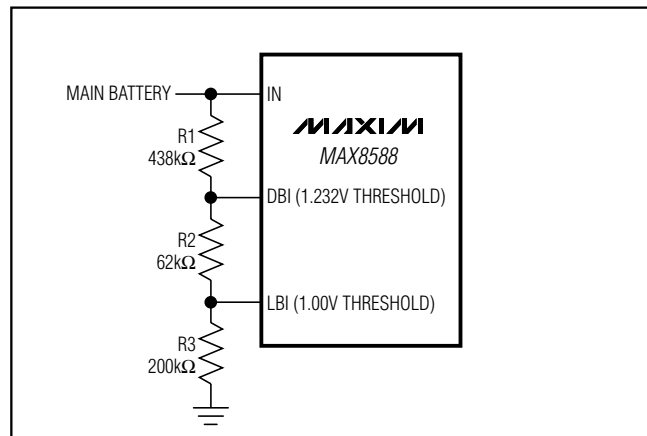 MAIN BATTERY
IN
MAXIM
MAX8588
R1
438kΩ
DBI (1.232V THRESHOLD)
R2
62kΩ
LBI (1.00V THRESHOLD)
R3
200kΩ